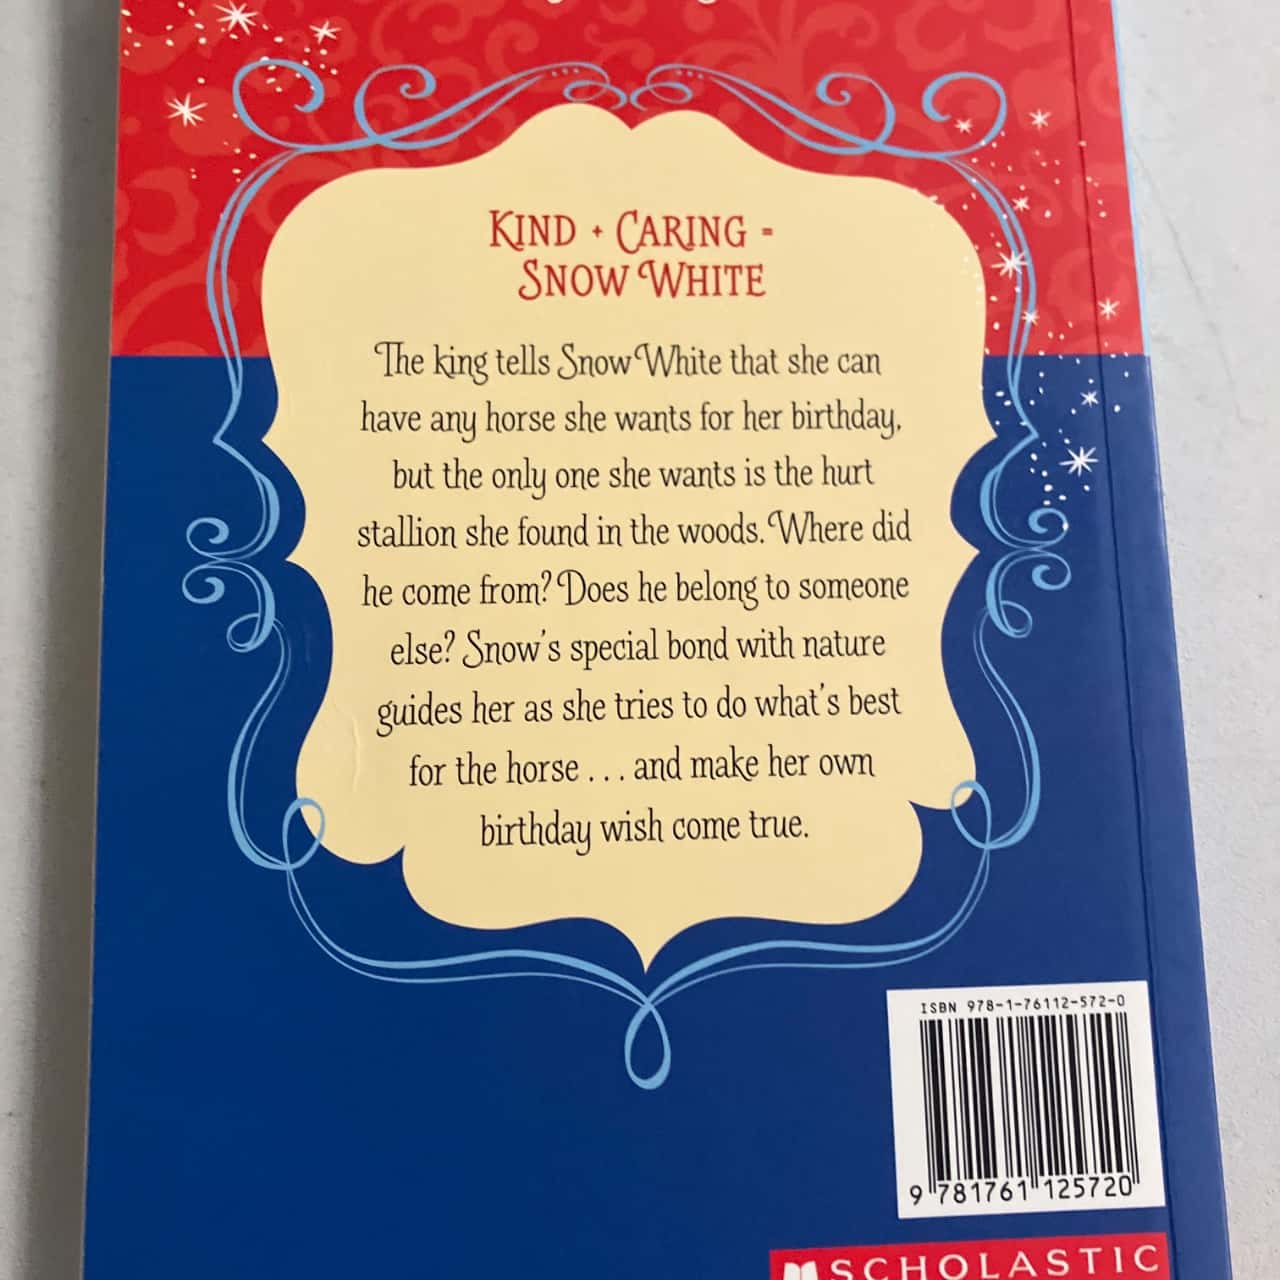 KIND + CARING =
SNOW WHITE
The king tells Snow White that she can
have any horse she wants for her birthday,
but the only one she wants is the hurt
stallion she found in the woods. Where did
he come from? Does he belong to someone
else? Snow's special bond with nature
guides her as she tries to do what's best
for the horse . . . and make her own
birthday wish come true.
ISBN 978-1-76112-572-0
9 781761 125720
SCHOLASTIC